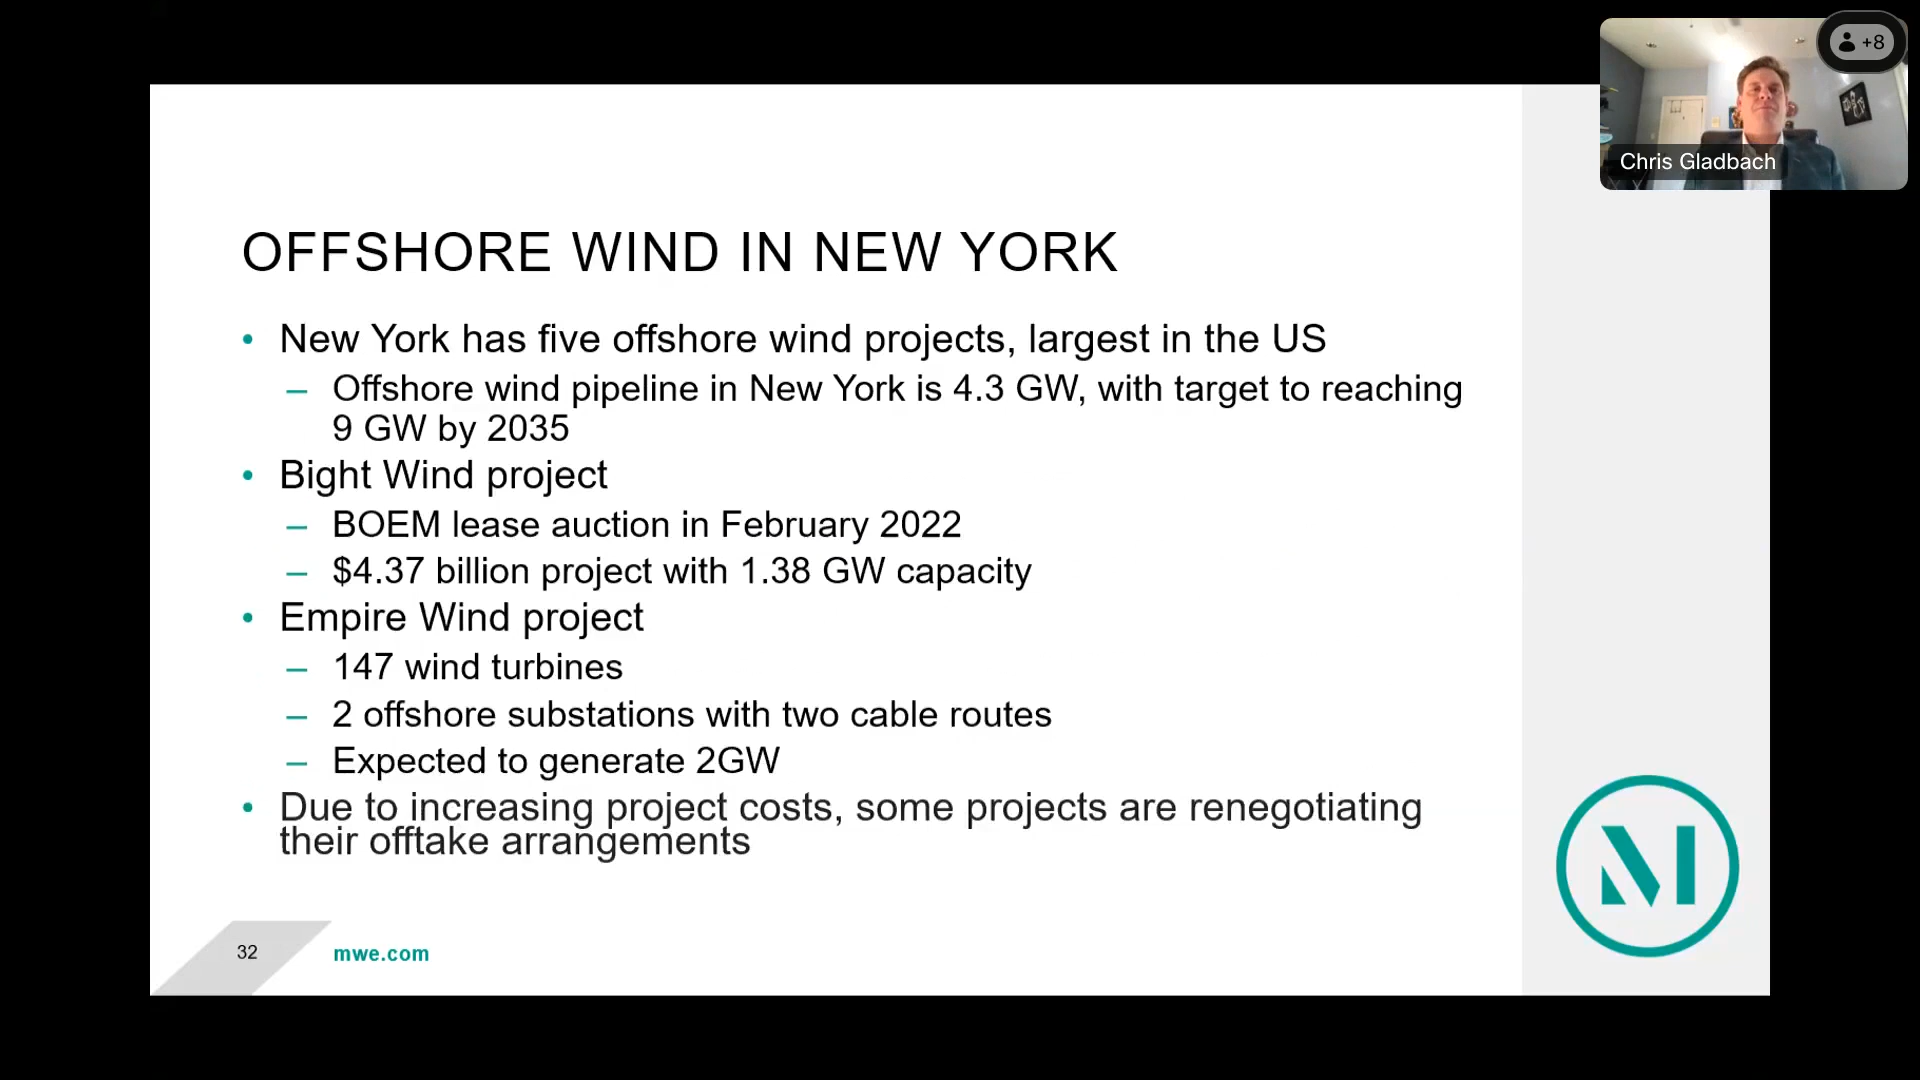 +8
Chris Gladbach
OFFSHORE WIND IN NEW YORK
• New York has five offshore wind projects, largest in the US
– Offshore wind pipeline in New York is 4.3 GW, with target to reaching
9 GW by 2035
• Bight Wind project
– BOEM lease auction in February 2022
– $4.37 billion project with 1.38 GW capacity
• Empire Wind project
– 147 wind turbines
– 2 offshore substations with two cable routes
– Expected to generate 2GW
• Due to increasing project costs, some projects are renegotiating
their offtake arrangements
M
32
mwe.com